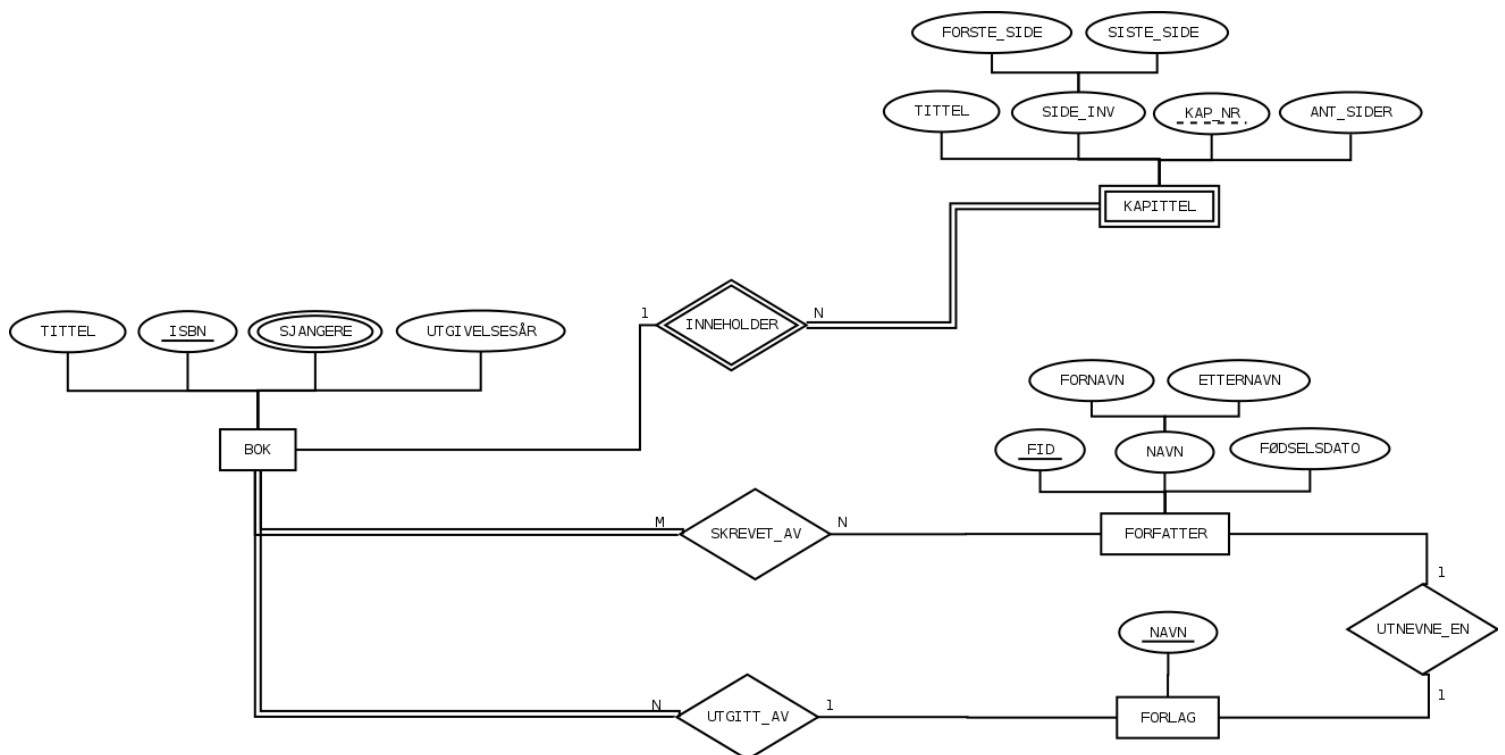 FORSTE_SIDE
SISTE_SIDE
TITTEL
SIDE_INV
KAP_NR
ANT_SIDER
KAPITTEL
1
INNEHOLDER
N
TITTEL
ISBN
SJANGERE
UTGIVELSESÅR
BOK
FORNAVN
ETTERNAVN
FID
NAVN
FØDSELSDATO
M
SKREVET_AV
N
FORFATTER
1
UTNEVNE_EN
1
NAVN
N
UTGITT_AV
1
FORLAG